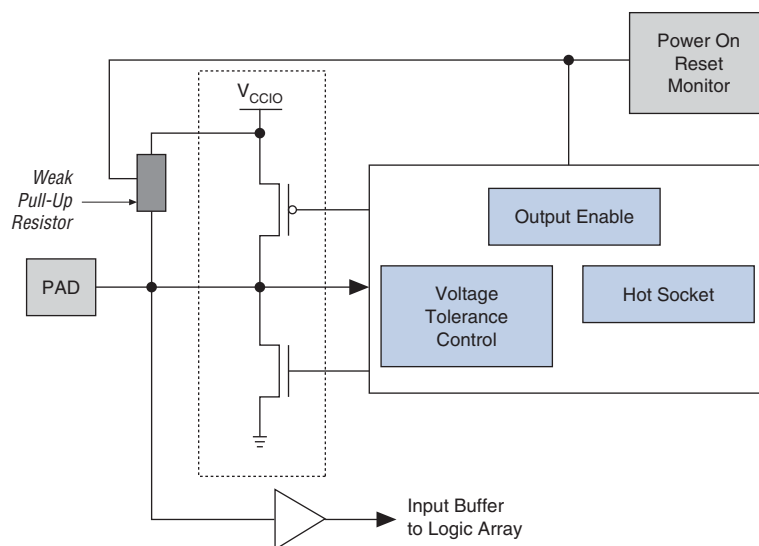 Power On
Reset
Monitor
VCCIO
Weak
Pull-Up
Resistor
Output Enable
PAD
Voltage
Tolerance
Control
Hot Socket
Input Buffer
to Logic Array